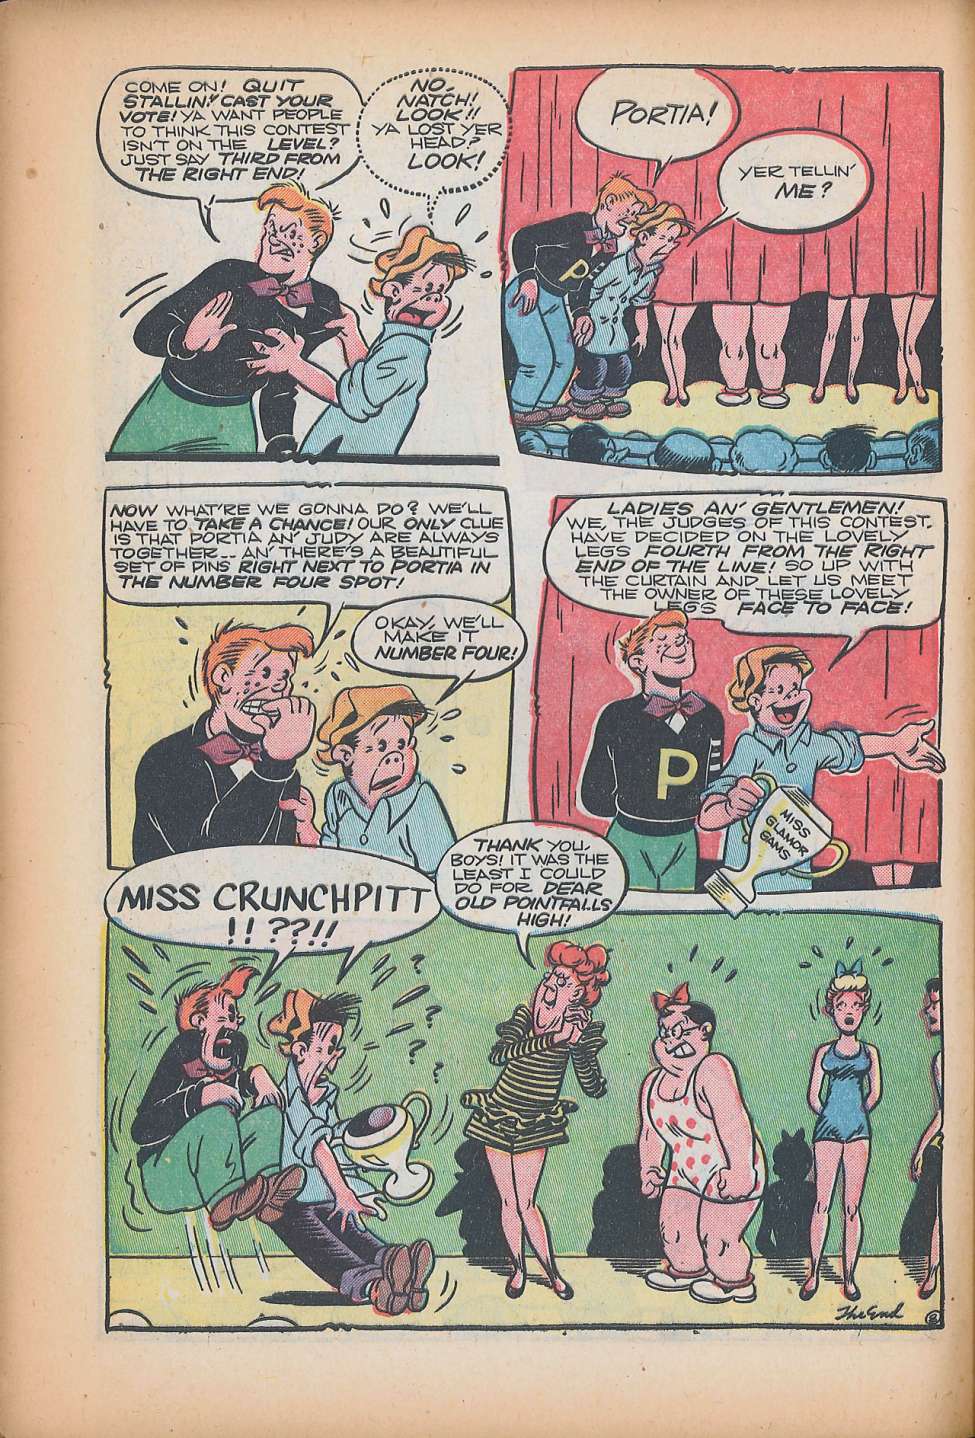 COME ON! QUIT
STALLIN'! CAST YOUR
VOTE! YA WANT PEOPLE
TO THINK THIS CONTEST
ISN'T ON THE LEVEL?
JUST SAY THIRD FROM
THE RIGHT END!
NO,
NATCH!
LOOK!!
YA LOST YER
HEAD?
LOOK!
PORTIA!
YER TELLIN'
ME?
P
NOW WHAT'RE WE GONNA DO? WE'LL
HAVE TO TAKE A CHANCE! OUR ONLY CLUE
IS THAT PORTIA AN' JUDY ARE ALWAYS
TOGETHER-- AN' THERE'S A BEAUTIFUL
SET OF PINS RIGHT NEXT TO PORTIA IN
THE NUMBER FOUR SPOT!
OKAY, WE'LL
MAKE IT
NUMBER FOUR!
LADIES AN' GENTLEMEN!
WE, THE JUDGES OF THIS CONTEST,
HAVE DECIDED ON THE LOVELY
LEGS FOURTH FROM THE RIGHT
END OF THE LINE! SO UP WITH
THE CURTAIN AND LET US MEET
THE OWNER OF THESE LOVELY
LEGS FACE TO FACE!
P
MISS
GLAMOR
GAMS
MISS CRUNCHPITT
!!??!!
THANK YOU,
BOYS! IT WAS THE
LEAST I COULD
DO FOR DEAR
OLD POINTFALLS
HIGH!
? ? ? ? ?
The End
8